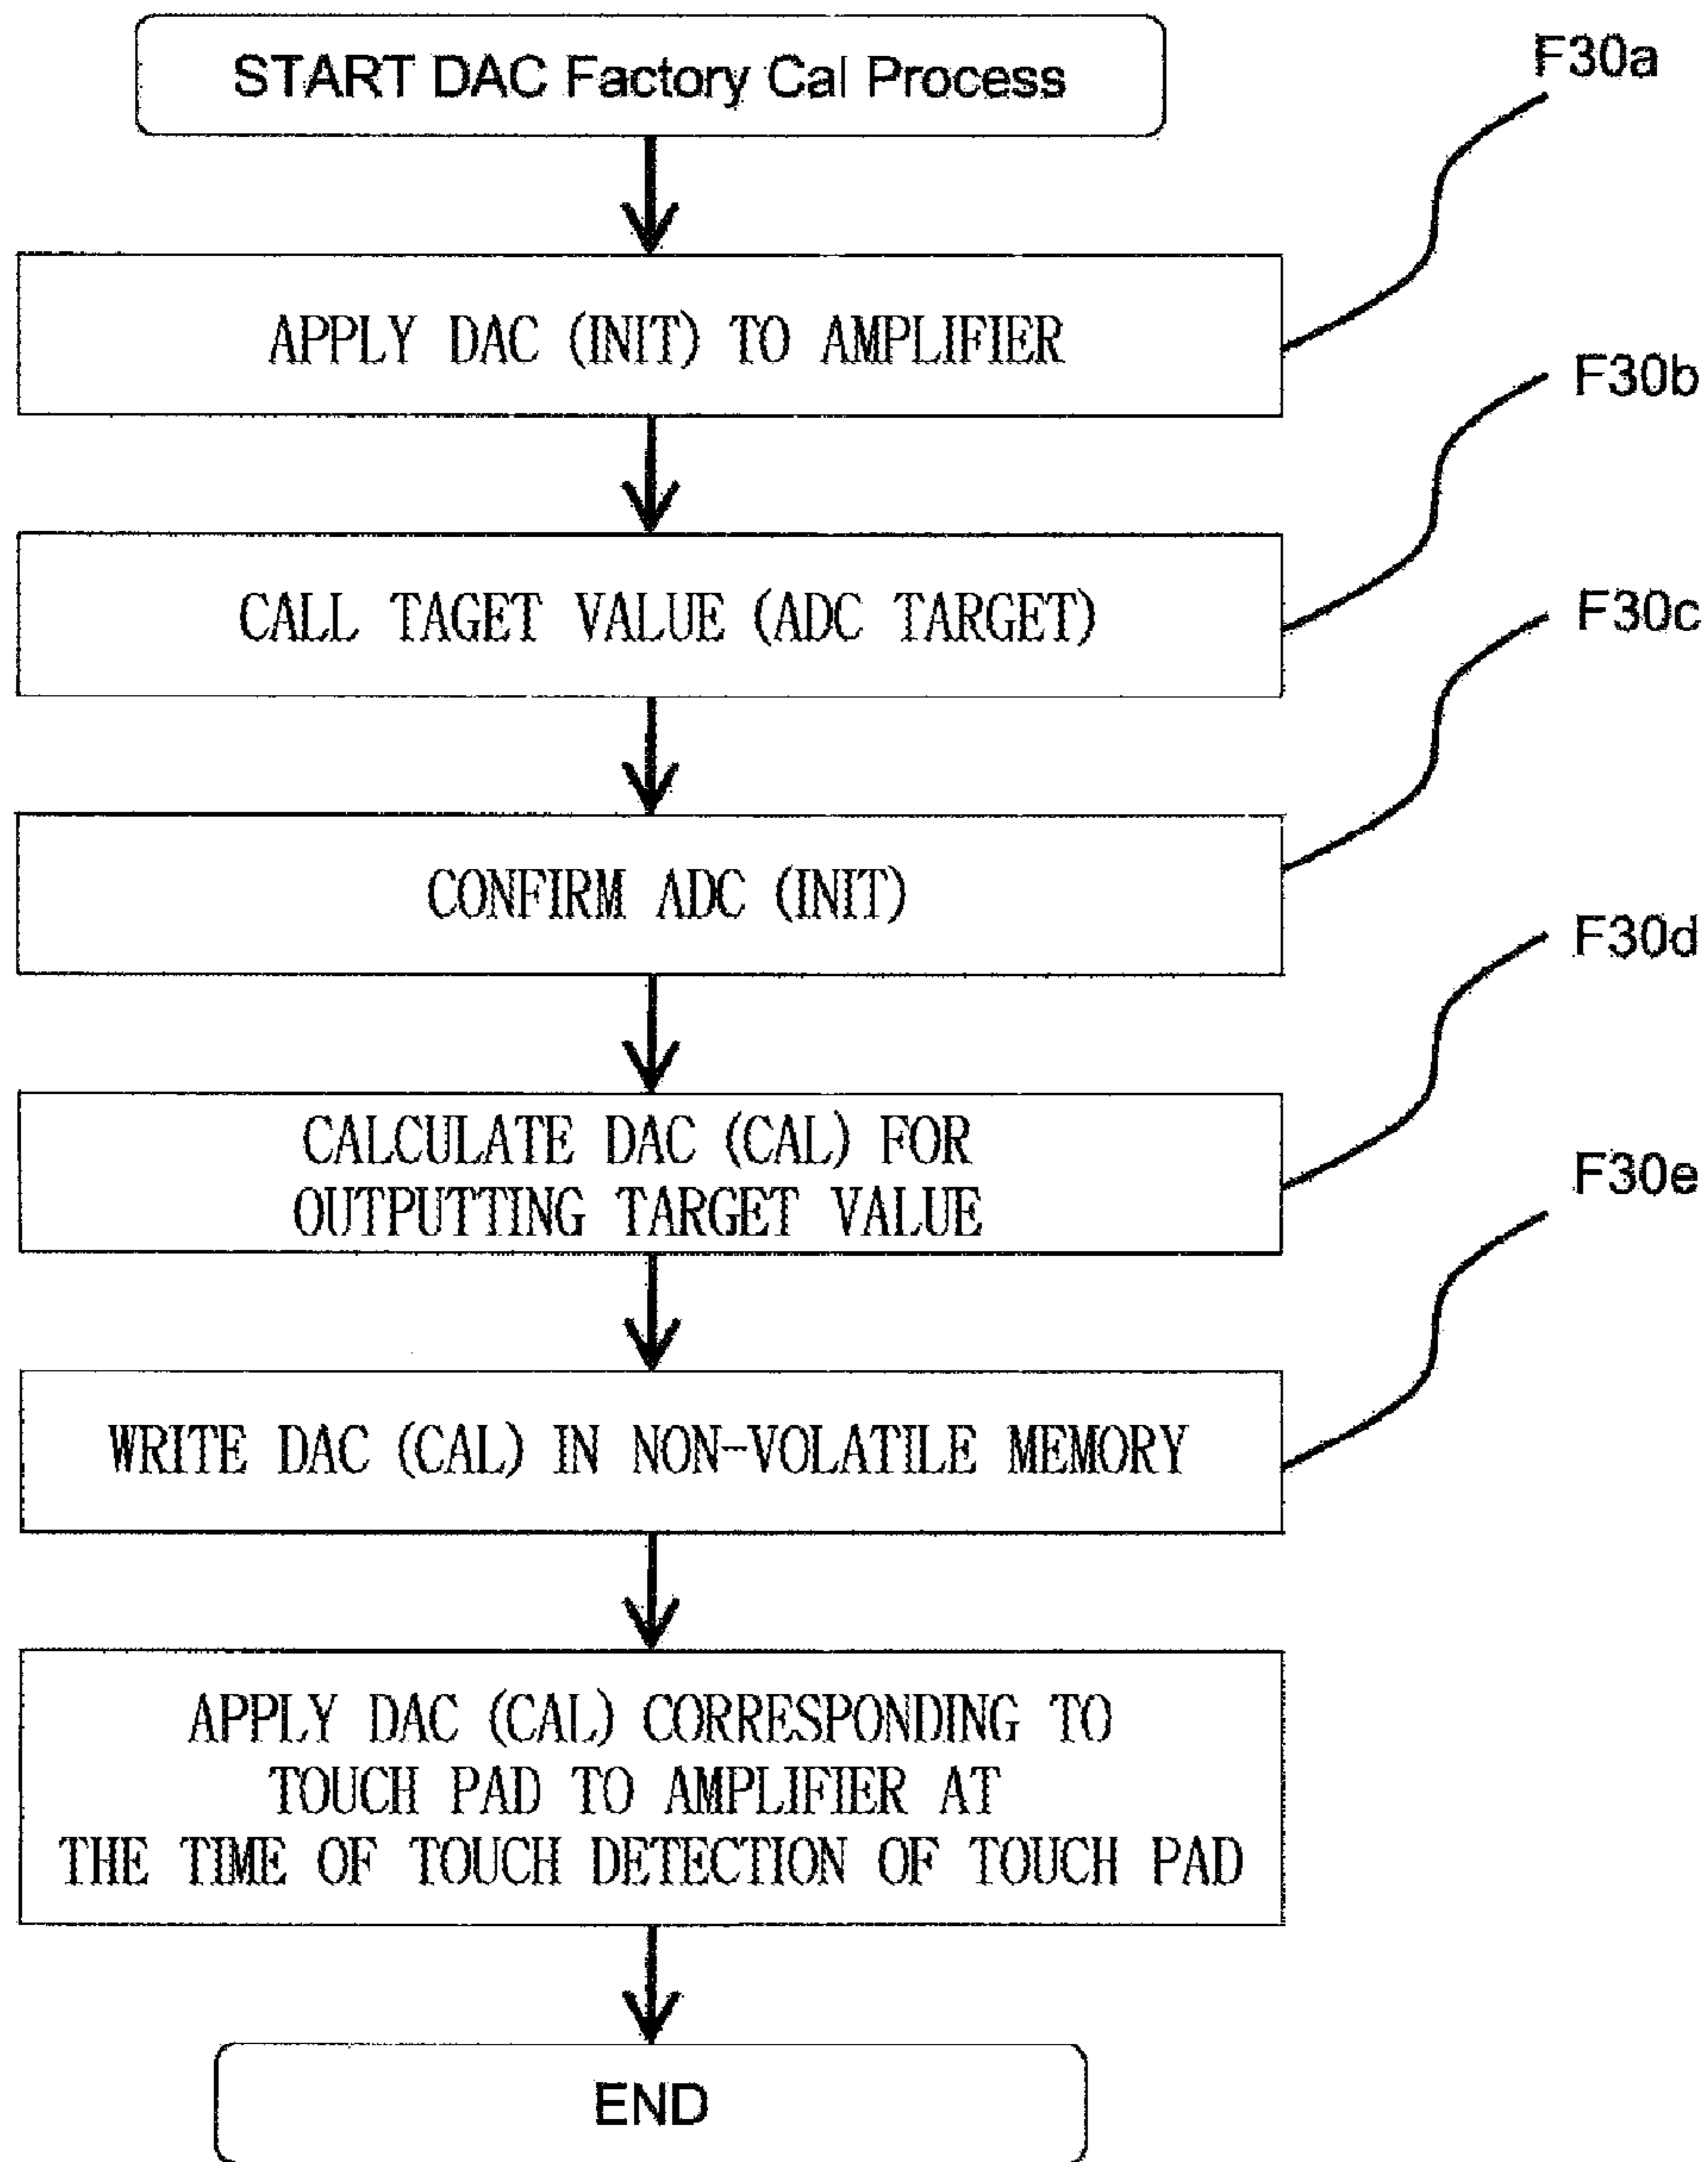 START DAC Factory Cal Process
F30a
APPLY DAC (INIT) TO AMPLIFIER
F30b
CALL TAGET VALUE (ADC TARGET)
F30c
CONFIRM ADC (INIT)
F30d
CALCULATE DAC (CAL) FOR
OUTPUTTING TARGET VALUE
F30e
WRITE DAC (CAL) IN NON-VOLATILE MEMORY
APPLY DAC (CAL) CORRESPONDING TO
TOUCH PAD TO AMPLIFIER AT
THE TIME OF TOUCH DETECTION OF TOUCH PAD
END